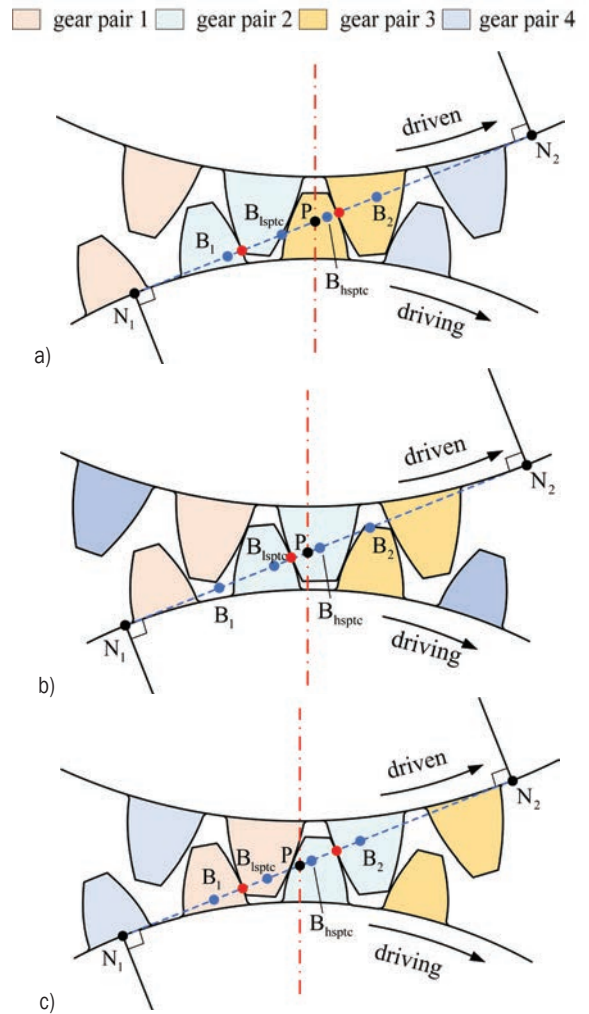 gear pair 1 gear pair 2 gear pair 3 gear pair 4
driven
N2
Blsptc
P
B2
B1
Bhsptc
N1
driving
a)
driven
N2
Blsptc
P
B2
Bhsptc
B1
N1
driving
b)
driven
N2
Blsptc
P
B1
B2
Bhsptc
N1
driving
c)